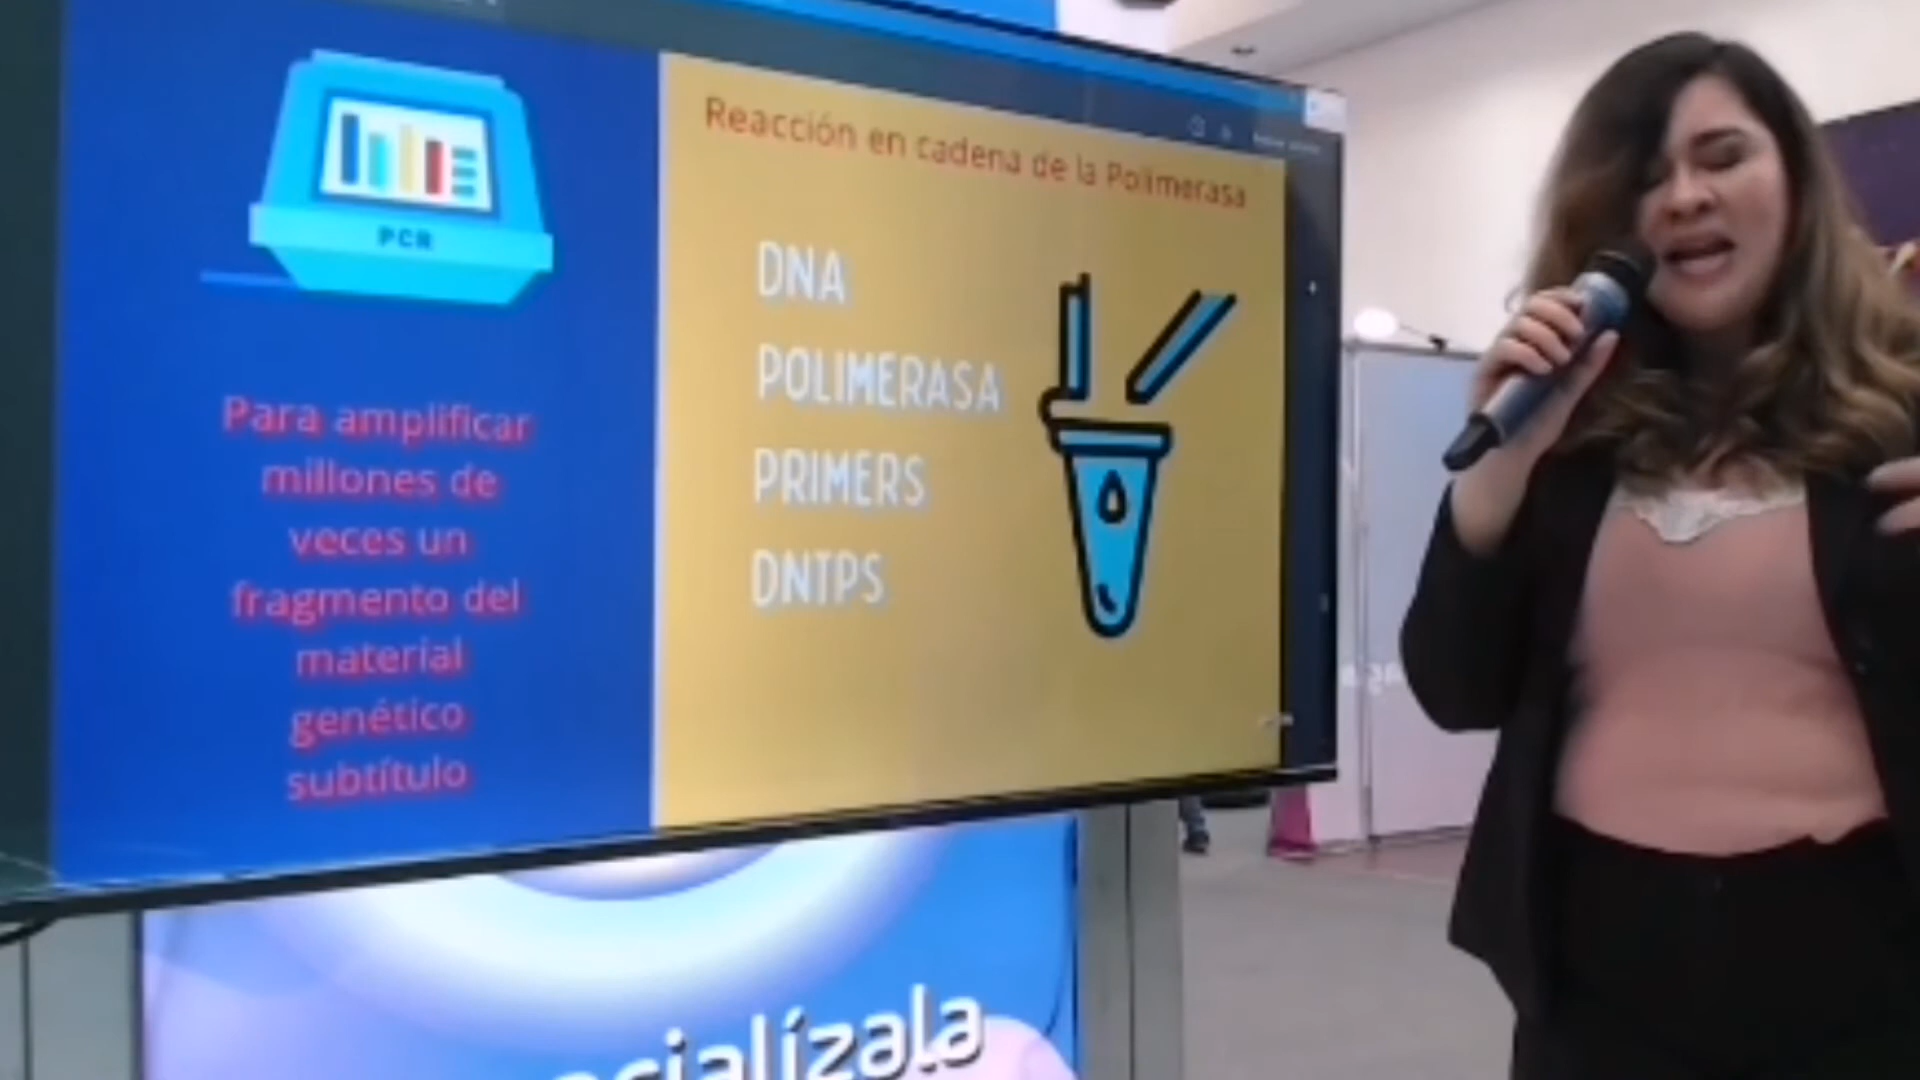 PCR
Para amplificar
millones de
veces un
fragmento del
material
genético
subtítulo
Reacción en cadena de la Polimerasa
DNA
POLIMERASA
PRIMERS
DNTPS